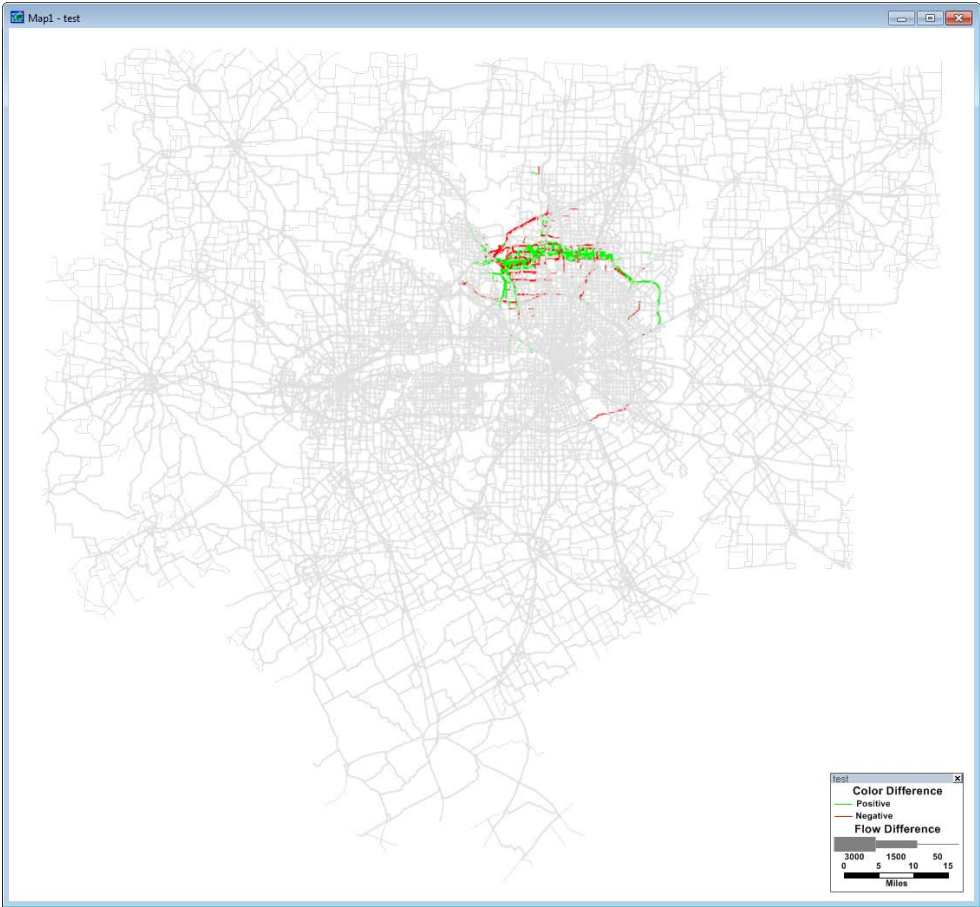 Map1 - test
test
Color Difference
Positive
Negative
Flow Difference
3000 1500 50
0 5 10 15
Miles